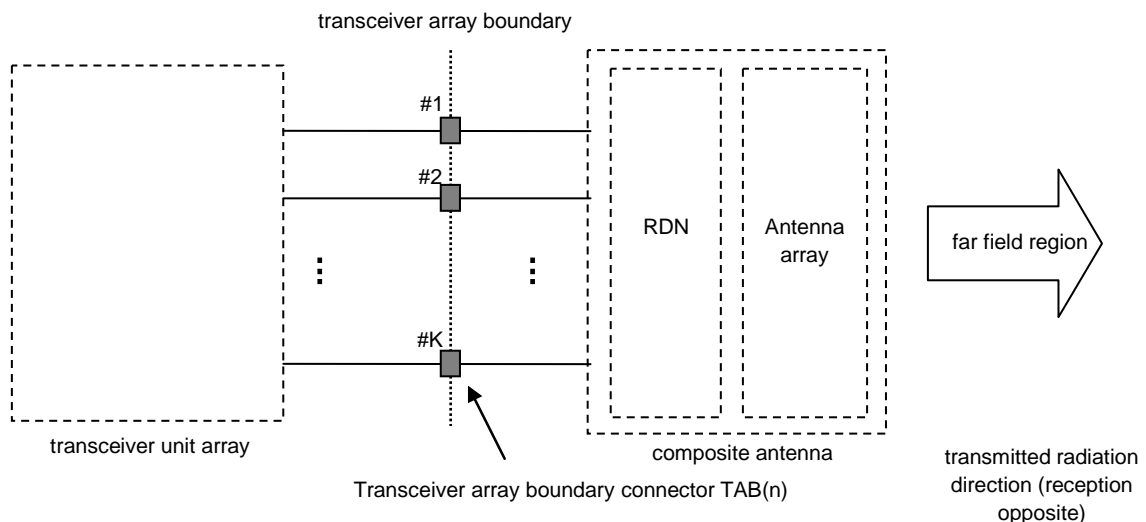 transceiver array boundary
#1
#2
RDN
Antenna
array
far field region
⋮
⋮
#K
transceiver unit array
composite antenna
transmitted radiation
direction (reception
opposite)
Transceiver array boundary connector TAB(n)